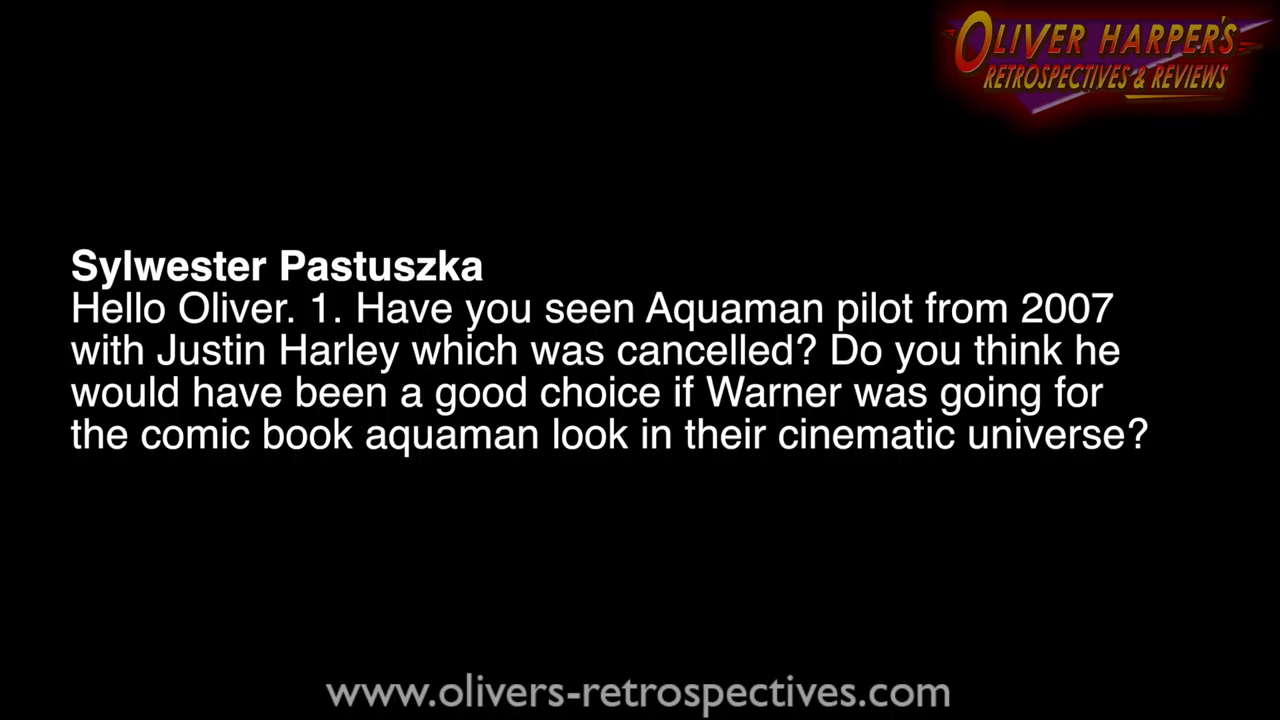 OLIVER HARPER'S
RETROSPECTIVES & REVIEWS
Sylwester Pastuszka
Hello Oliver. 1. Have you seen Aquaman pilot from 2007
with Justin Harley which was cancelled? Do you think he
would have been a good choice if Warner was going for
the comic book aquaman look in their cinematic universe?
www.olivers-retrospectives.com